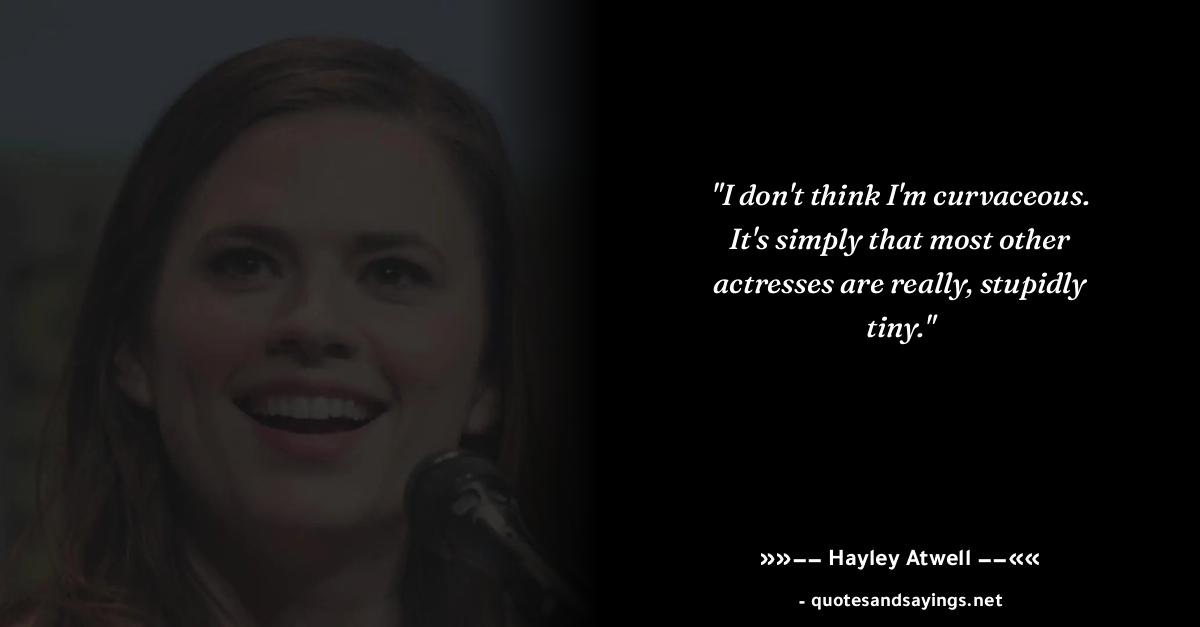 "I don't think I'm curvaceous.
It's simply that most other
actresses are really, stupidly
tiny."
»»–– Hayley Atwell ––««
- quotesandsayings.net